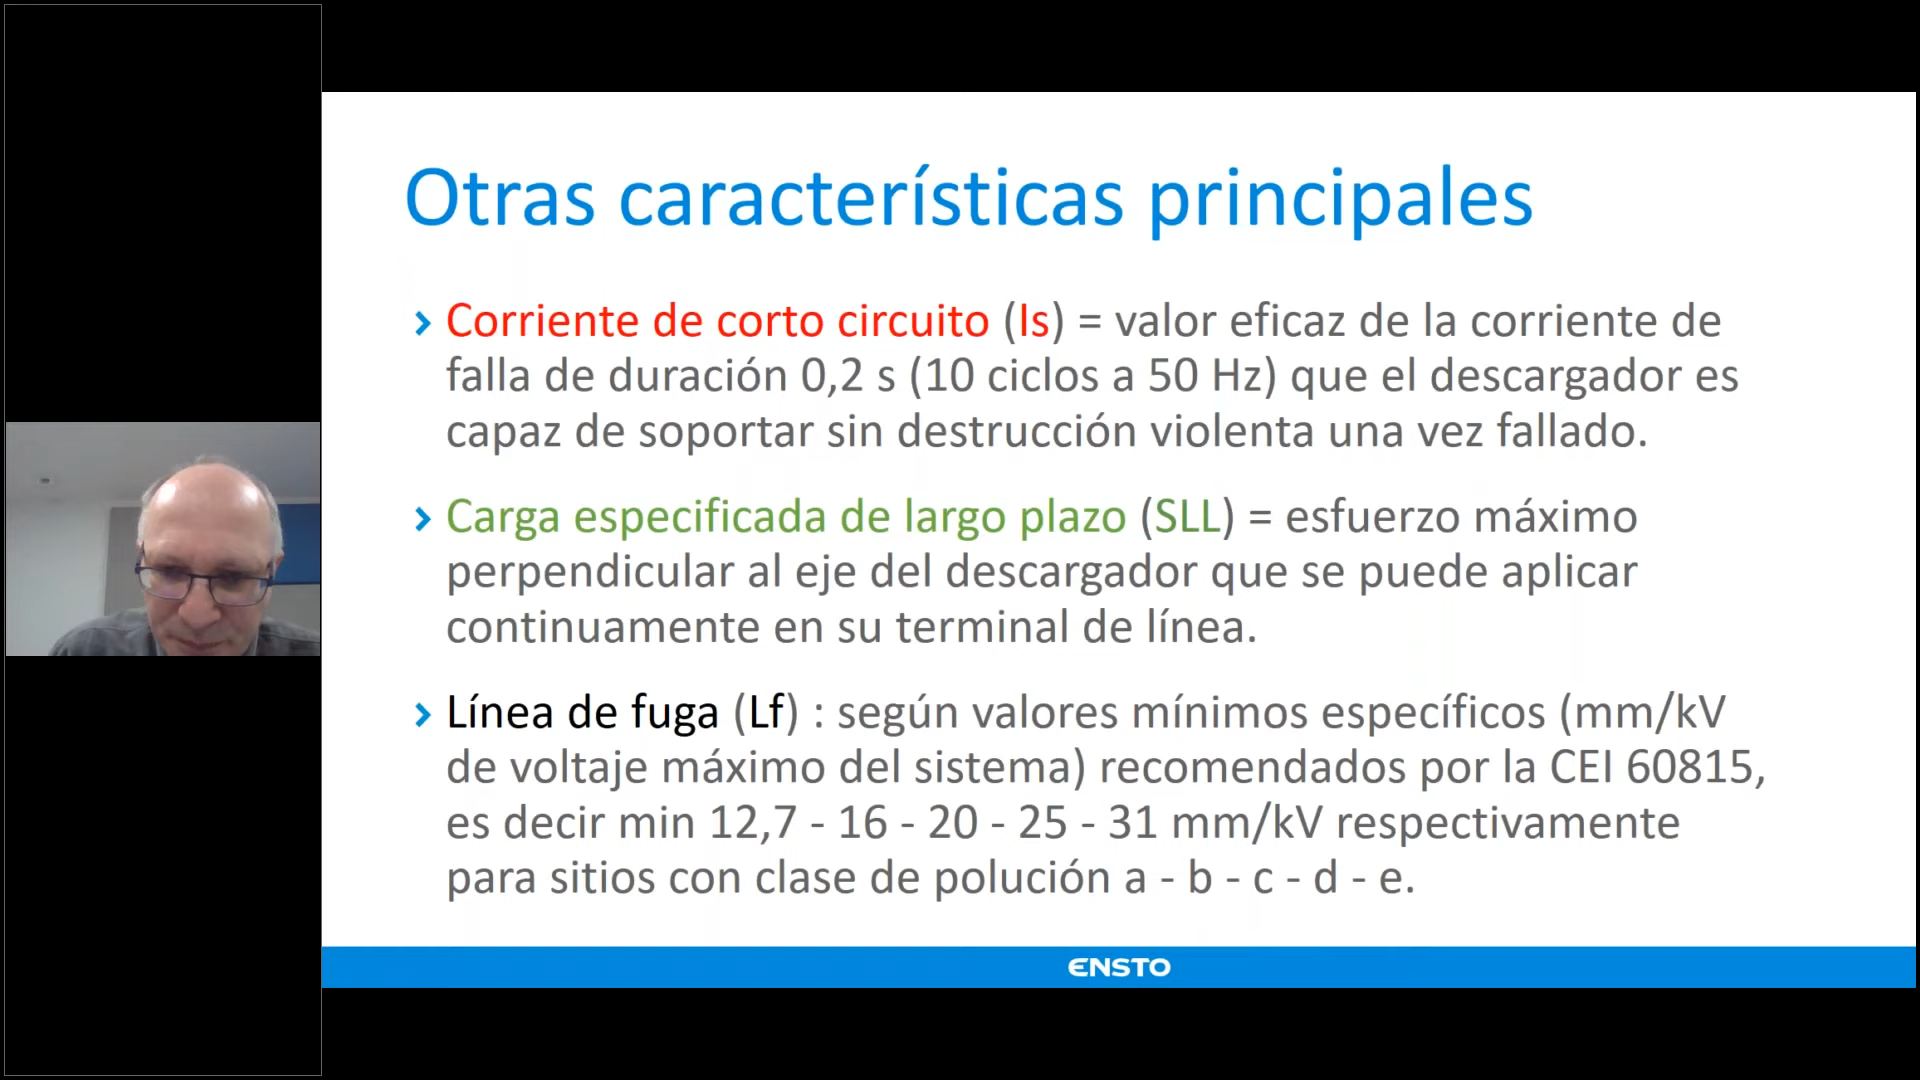 Otras características principales
Corriente de corto circuito (Is) = valor eficaz de la corriente de
falla de duración 0,2 s (10 ciclos a 50 Hz) que el descargador es
capaz de soportar sin destrucción violenta una vez fallado.
Carga especificada de largo plazo (SLL) = esfuerzo máximo
perpendicular al eje del descargador que se puede aplicar
continuamente en su terminal de línea.
Línea de fuga (Lf) : según valores mínimos específicos (mm/kV
de voltaje máximo del sistema) recomendados por la CEI 60815,
es decir min 12,7 - 16 - 20 - 25 - 31 mm/kV respectivamente
para sitios con clase de polución a - b - c - d - e.
ENSTO